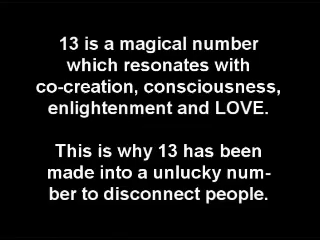 13 is a magical number
which resonates with
co-creation, consciousness,
enlightenment and LOVE.
This is why 13 has been
made into a unlucky num-
ber to disconnect people.